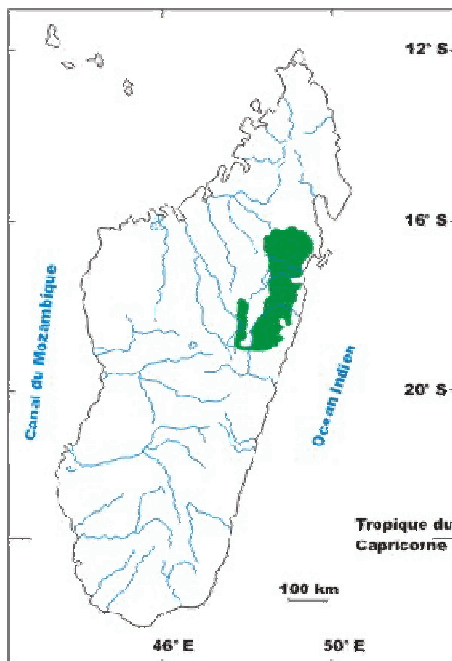 12° S
16° S
Canal du Mozambique
20° S
Ocean Indien
Tropique du
Capricorne
100 km
46° E
50° E